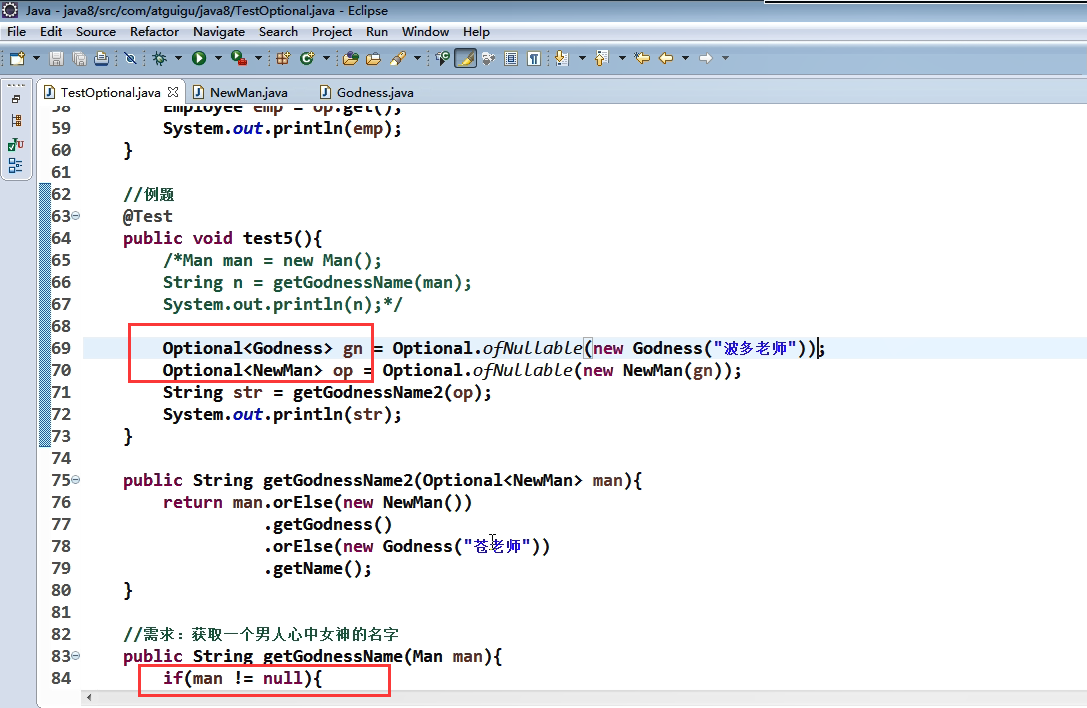 Java - java8/src/com/atguigu/java8/TestOptional.java - Eclipse
File Edit Source Refactor Navigate Search Project Run Window Help
TestOptional.java NewMan.java Godness.java
58 Employee emp = op.get();
59 System.out.println(emp);
60 }
61
62 //例题
63 @Test
64 public void test5(){
65 /*Man man = new Man();
66 String n = getGodnessName(man);
67 System.out.println(n);*/
68
69 Optional<Godness> gn = Optional.ofNullable(new Godness("波多老师"));
70 Optional<NewMan> op = Optional.ofNullable(new NewMan(gn));
71 String str = getGodnessName2(op);
72 System.out.println(str);
73 }
74
75 public String getGodnessName2(Optional<NewMan> man){
76 return man.orElse(new NewMan())
77 .getGodness()
78 .orElse(new Godness("苍老师"))
79 .getName();
80 }
81
82 //需求：获取一个男人心中女神的名字
83 public String getGodnessName(Man man){
84 if(man != null){